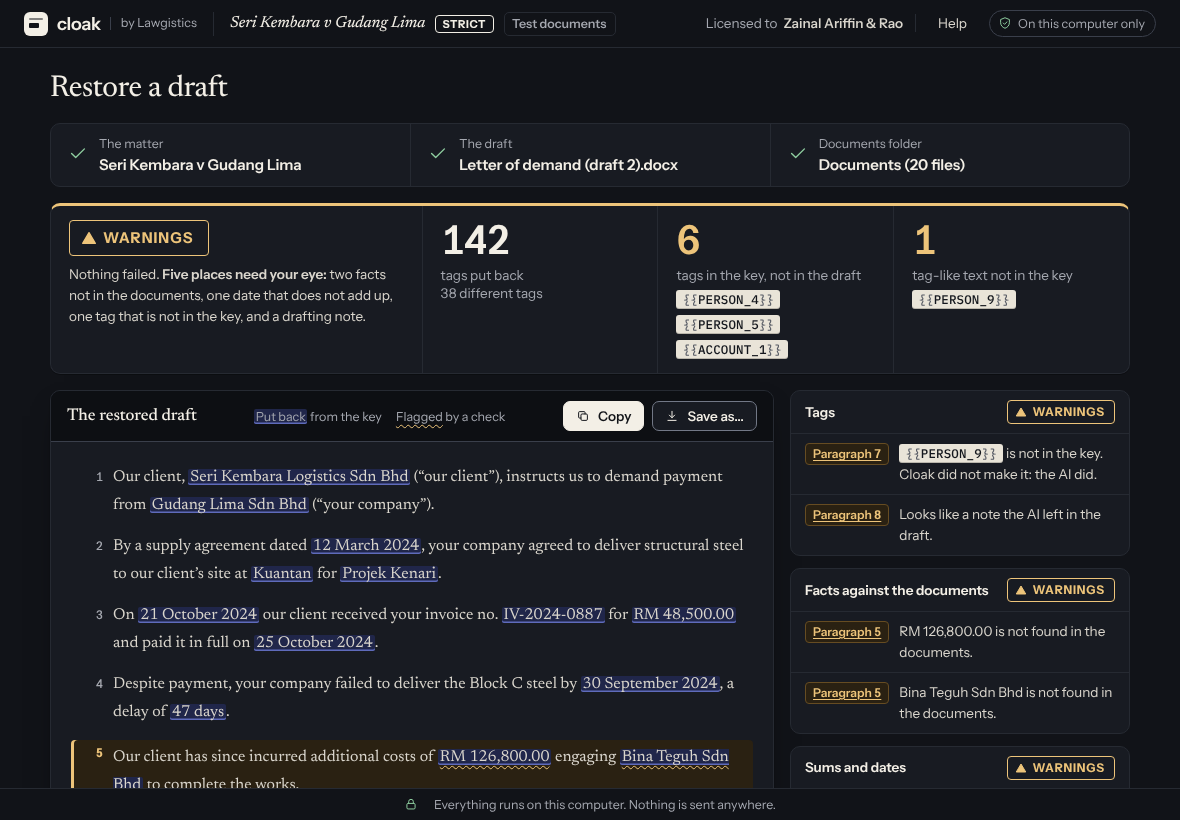 cloak by Lawgistics Seri Kembara v Gudang Lima STRICT Test documents Licensed to Zainal Ariffin & Rao Help On this computer only
Restore a draft
The matter
Seri Kembara v Gudang Lima
The draft
Letter of demand (draft 2).docx
Documents folder
Documents (20 files)
WARNINGS
Nothing failed. Five places need your eye: two facts
not in the documents, one date that does not add up,
one tag that is not in the key, and a drafting note.
142
tags put back
38 different tags
6
tags in the key, not in the draft
{{PERSON_4}}
{{PERSON_5}}
{{ACCOUNT_1}}
1
tag-like text not in the key
{{PERSON_9}}
The restored draft Put back from the key Flagged by a check Copy Save as...
1 Our client, Seri Kembara Logistics Sdn Bhd (“our client”), instructs us to demand payment
from Gudang Lima Sdn Bhd (“your company”).
2 By a supply agreement dated 12 March 2024, your company agreed to deliver structural steel
to our client’s site at Kuantan for Projek Kenari.
3 On 21 October 2024 our client received your invoice no. IV-2024-0887 for RM 48,500.00
and paid it in full on 25 October 2024.
4 Despite payment, your company failed to deliver the Block C steel by 30 September 2024, a
delay of 47 days.
5 Our client has since incurred additional costs of RM 126,800.00 engaging Bina Teguh Sdn
Bhd to complete the works.
Tags WARNINGS
Paragraph 7 {{PERSON_9}} is not in the key.
Cloak did not make it: the AI did.
Paragraph 8 Looks like a note the AI left in the
draft.
Facts against the documents WARNINGS
Paragraph 5 RM 126,800.00 is not found in the
documents.
Paragraph 5 Bina Teguh Sdn Bhd is not found in
the documents.
Sums and dates WARNINGS
Everything runs on this computer. Nothing is sent anywhere.